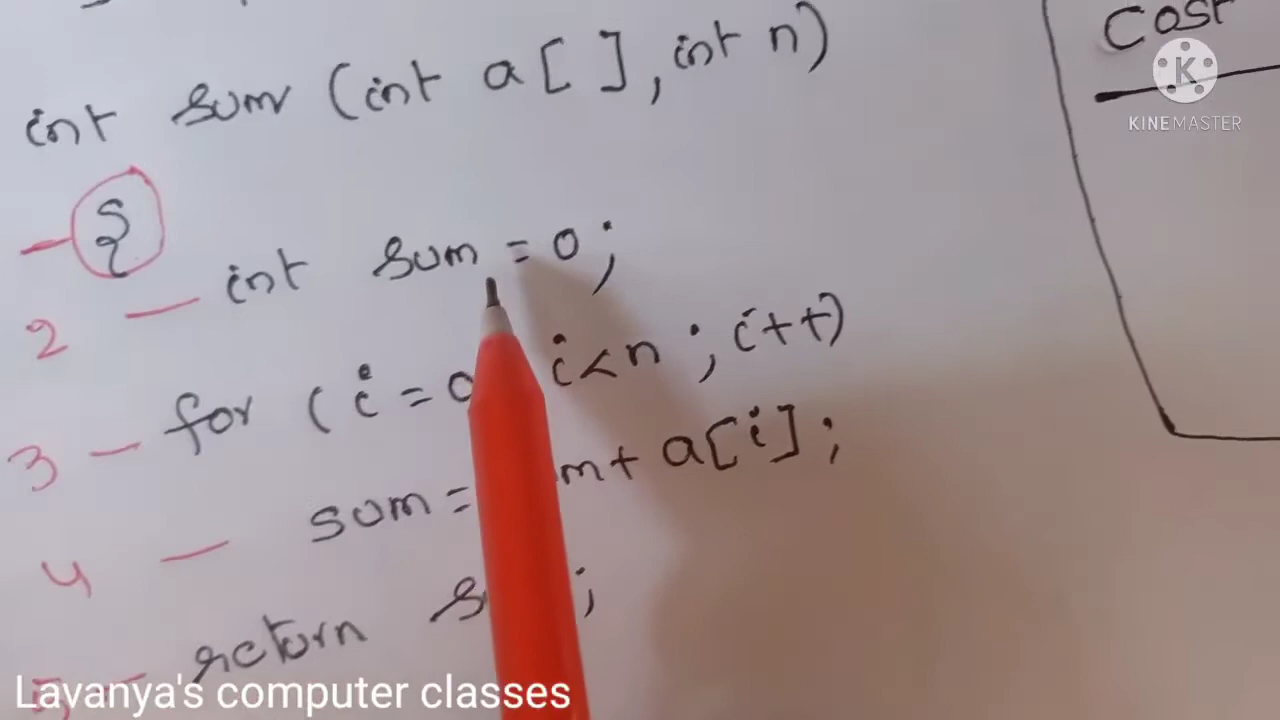 int sum (int a[ ], int n)
Cost
KINEMASTER
– {
2 — int sum = 0;
3 – for (i = 0 i<n ; i++)
4 — sum = m + a[i];
5 – return s ;
Lavanya's computer classes